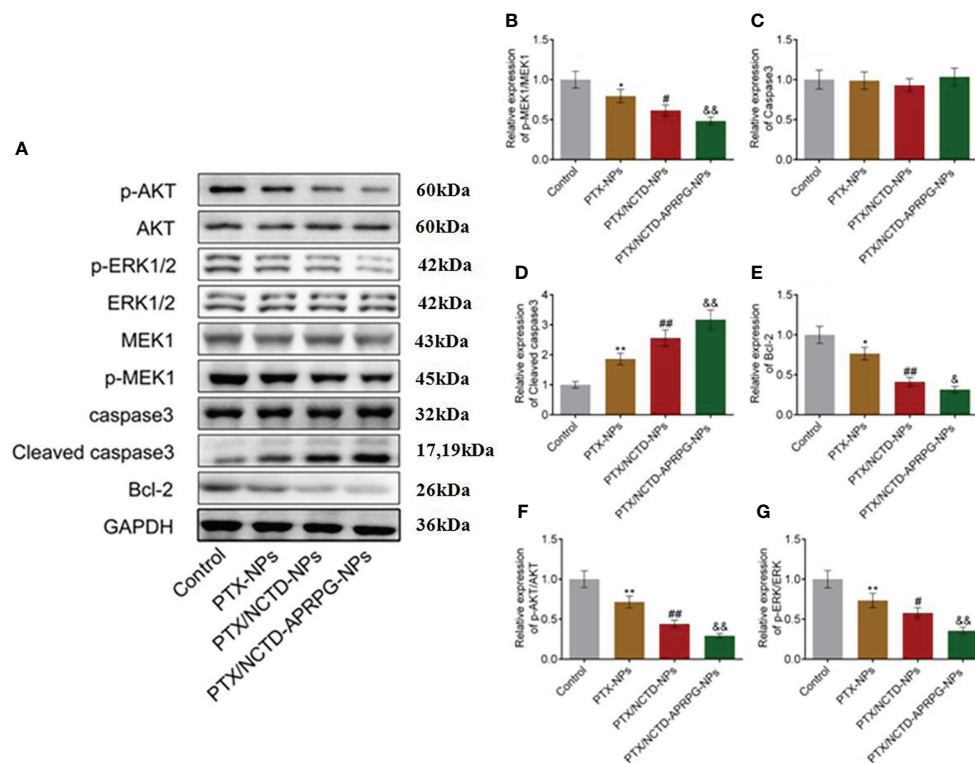 A
p-AKT 60kDa
AKT 60kDa
p-ERK1/2 42kDa
ERK1/2 42kDa
MEK1 43kDa
p-MEK1 45kDa
caspase3 32kDa
Cleaved caspase3 17,19kDa
Bcl-2 26kDa
GAPDH 36kDa
Control
PTX-NPs
PTX/NCTD-NPs
PTX/NCTD-APRPG-NPs
B
Relative expression
of p-MEK1/MEK1
1.5
1.0
0.5
0.0
*
#
&&
Control
PTX-NPs
PTX/NCTD-NPs
PTX/NCTD-APRPG-NPs
C
Relative expression
of Caspase3
1.5
1.0
0.5
0.0
Control
PTX-NPs
PTX/NCTD-NPs
PTX/NCTD-APRPG-NPs
D
Relative expression
of Cleaved caspase3
4
3
2
1
0
**
##
&&
Control
PTX-NPs
PTX/NCTD-NPs
PTX/NCTD-APRPG-NPs
E
Relative expression
of Bcl-2
1.5
1.0
0.5
0.0
*
##
&
Control
PTX-NPs
PTX/NCTD-NPs
PTX/NCTD-APRPG-NPs
F
Relative expression
of p-AKT/AKT
1.5
1.0
0.5
0.0
**
##
&&
Control
PTX-NPs
PTX/NCTD-NPs
PTX/NCTD-APRPG-NPs
G
Relative expression
of p-ERK/ERK
1.5
1.0
0.5
0.0
**
#
&&
Control
PTX-NPs
PTX/NCTD-NPs
PTX/NCTD-APRPG-NPs